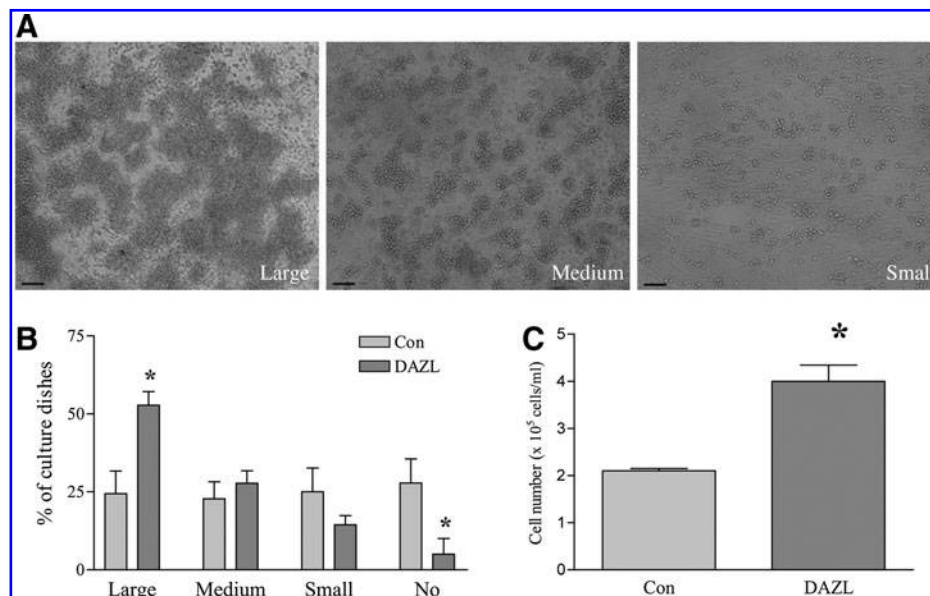 A
Large
Medium
Small
B
75
50
25
0
% of culture dishes
Con
DAZL
*
*
Large
Medium
Small
No
C
5
4
3
2
1
0
Cell number (x 10⁵ cells/ml)
*
Con
DAZL